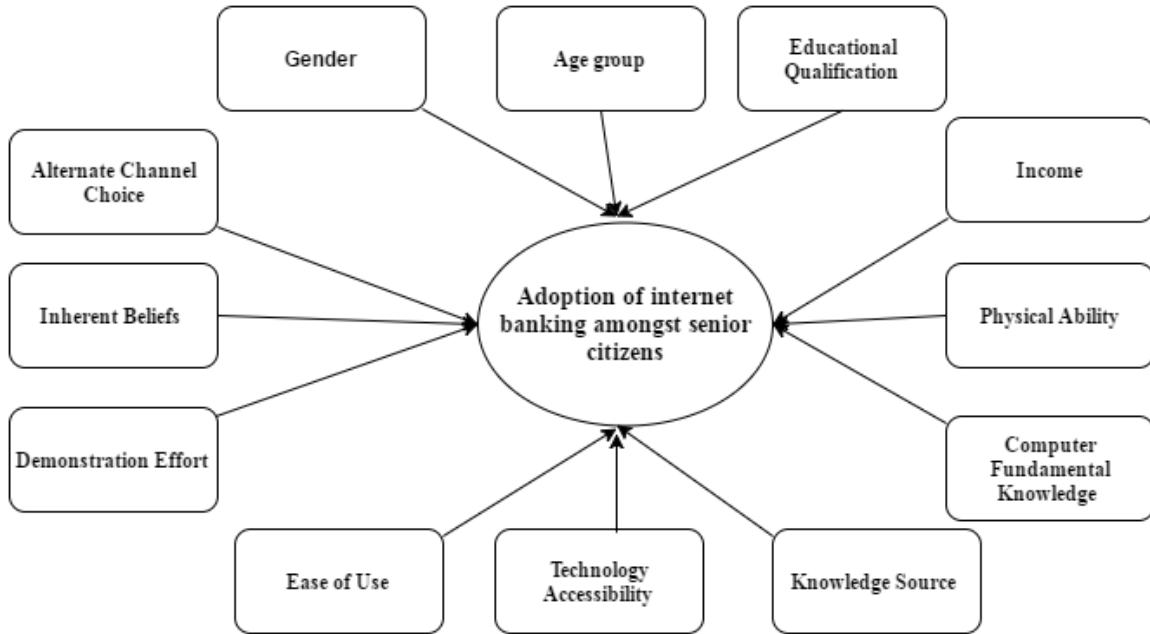 Gender
Age group
Educational
Qualification
Alternate Channel
Choice
Income
Inherent Beliefs
Adoption of internet
banking amongst senior
citizens
Physical Ability
Demonstration Effort
Computer
Fundamental
Knowledge
Ease of Use
Technology
Accessibility
Knowledge Source